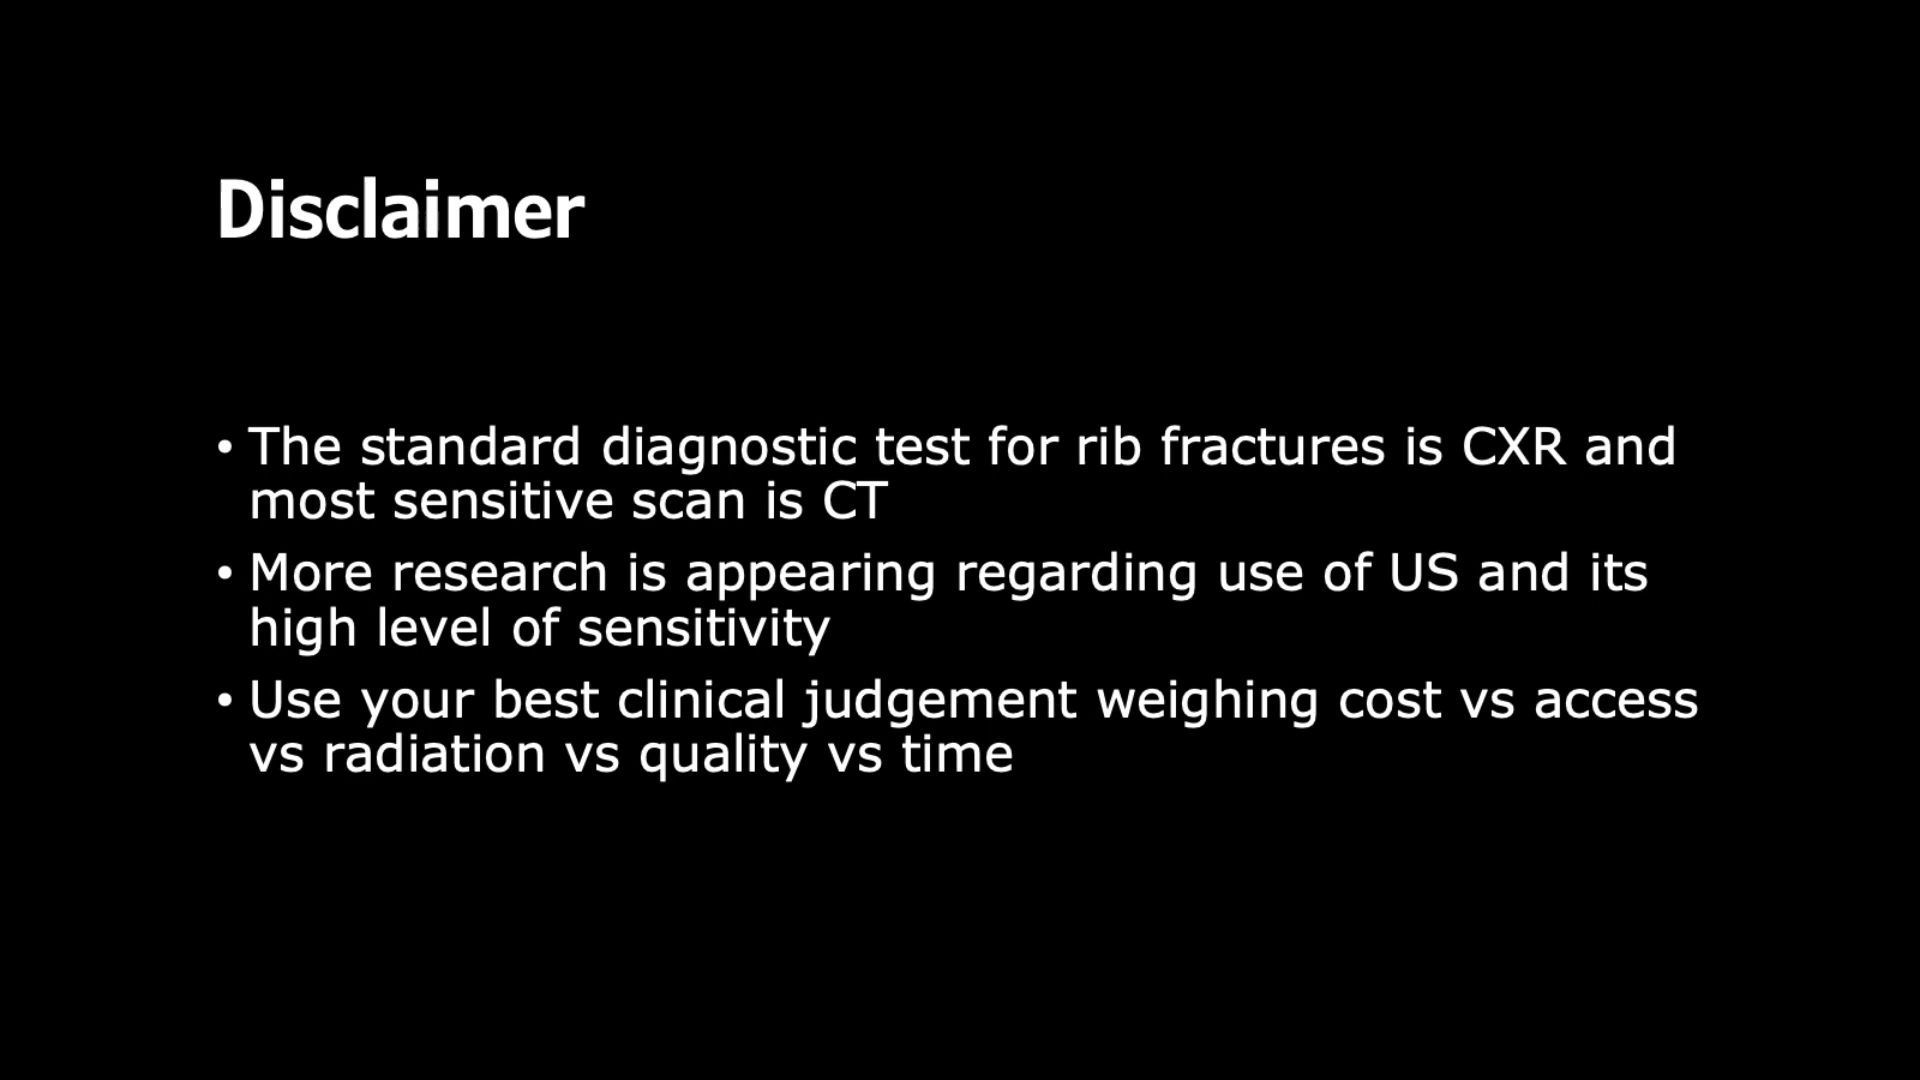 Disclaimer
• The standard diagnostic test for rib fractures is CXR and
most sensitive scan is CT
• More research is appearing regarding use of US and its
high level of sensitivity
• Use your best clinical judgement weighing cost vs access
vs radiation vs quality vs time